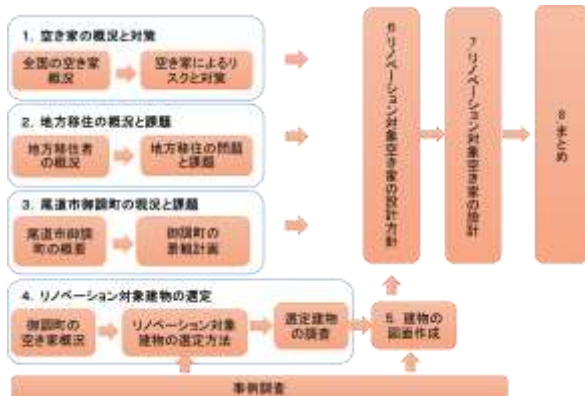 1. 空き家の概況と対策
全国の空き家
概況
空き家によるリ
スクと対策
2. 地方移住の概況と課題
地方移住者
の概況
地方移住の問題
と課題
3. 尾道市御調町の現況と課題
尾道市御調
町の概要
御調町の
景観計画
4. リノベーション対象建物の選定
御調町の
空き家概況
リノベーション対象
建物の選定方法
選定建物
の調査
5. 建物の
図面作成
6 リノベーション対象空き家の設計方針
7 リノベーション対象空き家の設計
8 まとめ
事例調査